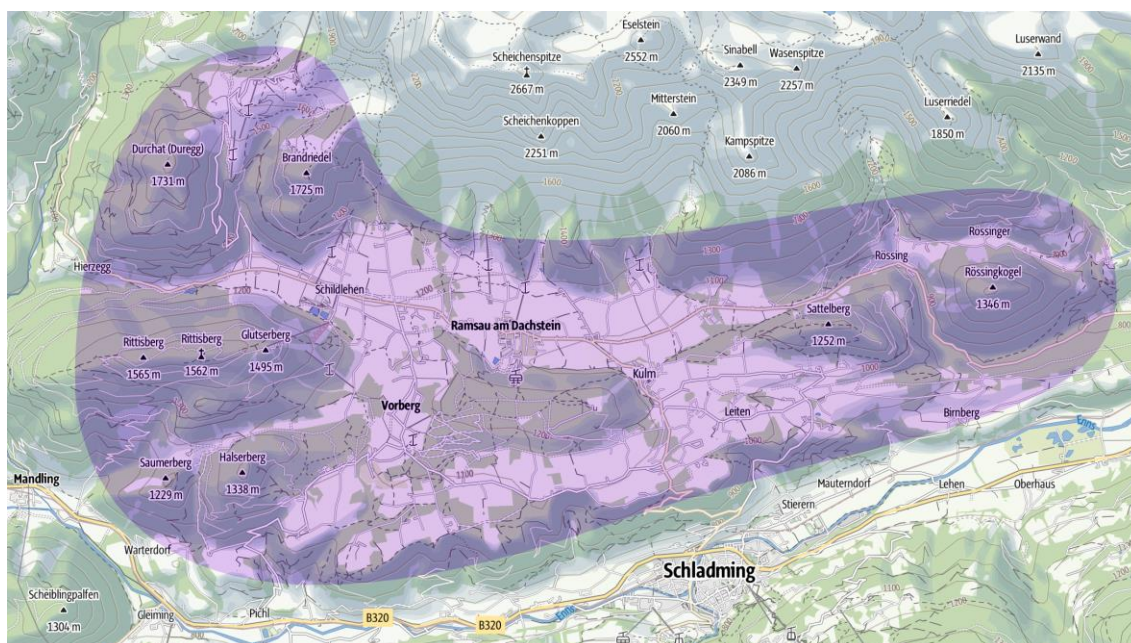 Eselstein
2552 m
Sinabell
2349 m
Wasenspitze
2257 m
Luserwand
2135 m
Scheichenspitze
2667 m
Mitterstein
2060 m
Luserriedel
1850 m
Scheichenkoppen
2251 m
Kampspitze
2086 m
Durchat (Duregg)
1731 m
Brandriedel
1725 m
Hierzegg
Schildlehen
Rossing
Rossinger
Rössingkogel
1346 m
Sattelberg
1252 m
Ramsau am Dachstein
Rittisberg
1565 m
Rittisberg
1562 m
Glutserberg
1495 m
Kulm
Vorberg
Leiten
Birnberg
Enns
Saumerberg
1229 m
Halserberg
1338 m
Mandling
Mauterndorf
Stierern
Lehen
Oberhaus
Warterdorf
Schladming
Scheiblingpalfen
1304 m
Gleiming
Pichl
B320
B320
Enns